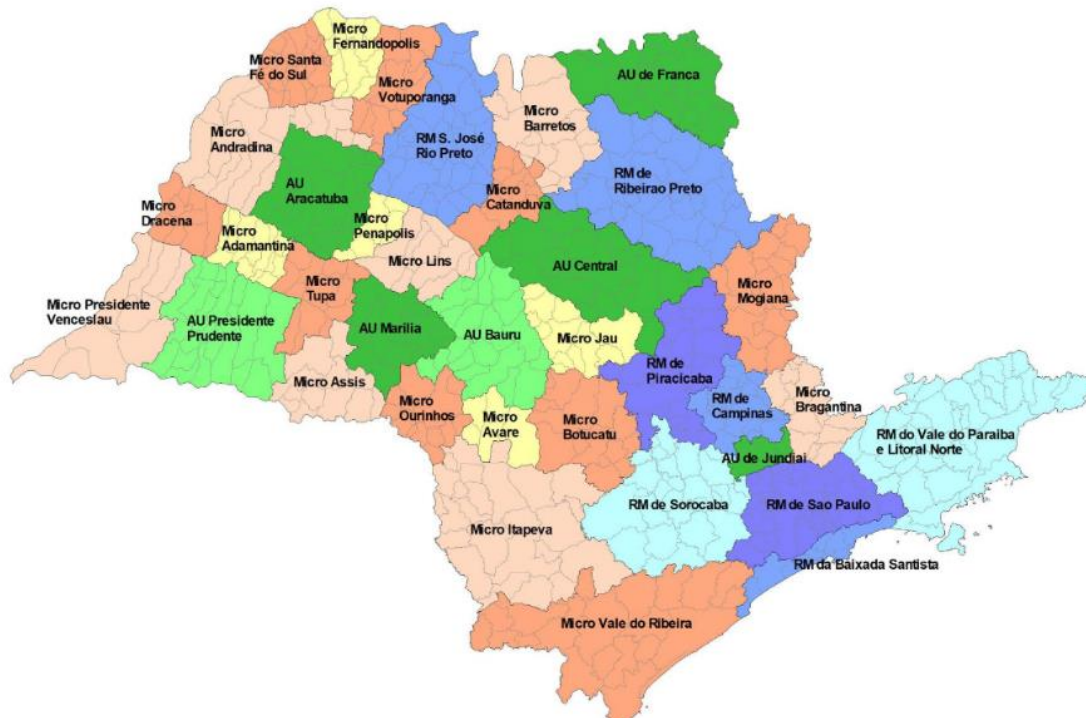 Micro
Fernandopolis
Micro Santa
Fé do Sul
Micro
Votuporanga
AU de Franca
Micro
Barretos
Micro
Andradina
RM S. José
Rio Preto
RM de
Ribeirao Preto
AU
Aracatuba
Micro
Catanduva
Micro
Dracena
Micro
Penapolis
Micro
Adamantina
Micro Lins
AU Central
Micro
Tupa
Micro
Mogiana
Micro Presidente
Venceslau
AU Presidente
Prudente
AU Marilia
AU Bauru
Micro Jau
RM de
Piracicaba
Micro Assis
Micro
Ourinhos
Micro
Avare
Micro
Botucatu
RM de
Campinas
Micro
Bragantina
RM do Vale do Paraiba
e Litoral Norte
AU de Jundiai
RM de Sorocaba
RM de Sao Paulo
Micro Itapeva
RM da Baixada Santista
Micro Vale do Ribeira